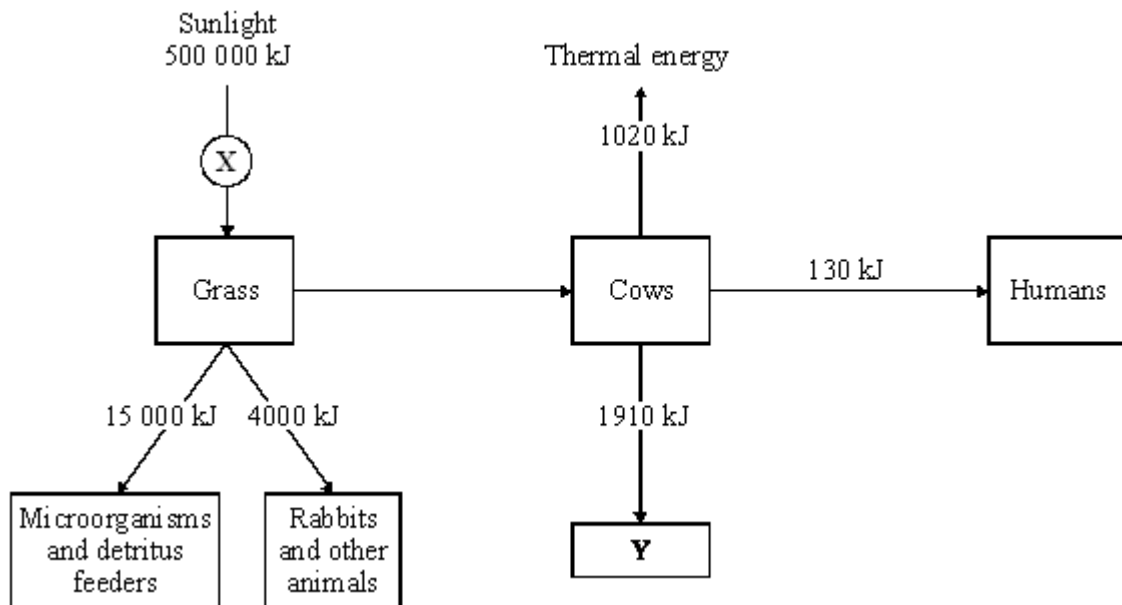 Sunlight
500 000 kJ
Thermal energy
1020 kJ
X
Grass
Cows
130 kJ
Humans
15 000 kJ
4000 kJ
1910 kJ
Microorganisms
and detritus
feeders
Rabbits
and other
animals
Y